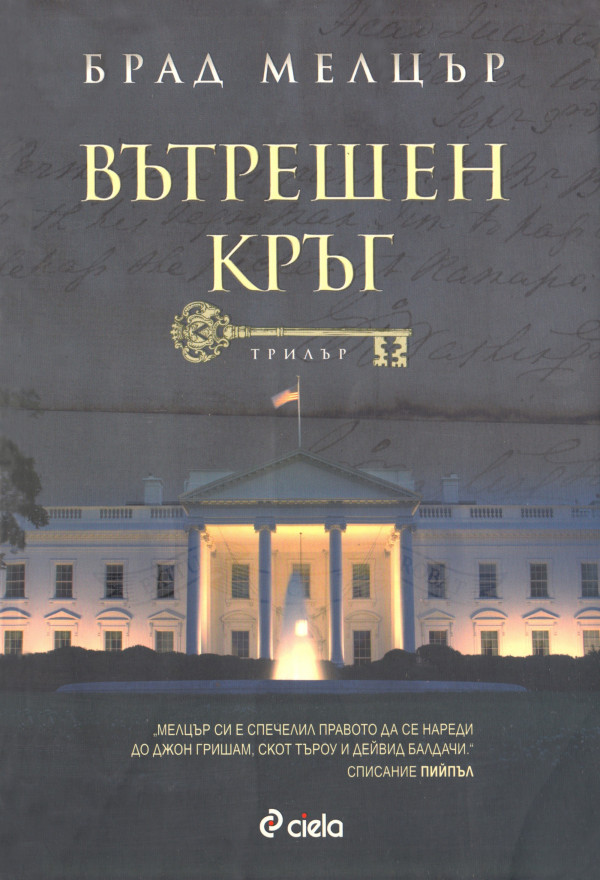 БРАД МЕЛЦЪР
ВЪТРЕШЕН
КРЪГ
ТРИЛЪР
„МЕЛЦЪР СИ Е СПЕЧЕЛИЛ ПРАВОТО ДА СЕ НАРЕДИ
ДО ДЖОН ГРИШАМ, СКОТ ТЪРОУ И ДЕЙВИД БАЛДАЧИ.“
СПИСАНИЕ ПИЙПЪЛ
ciela